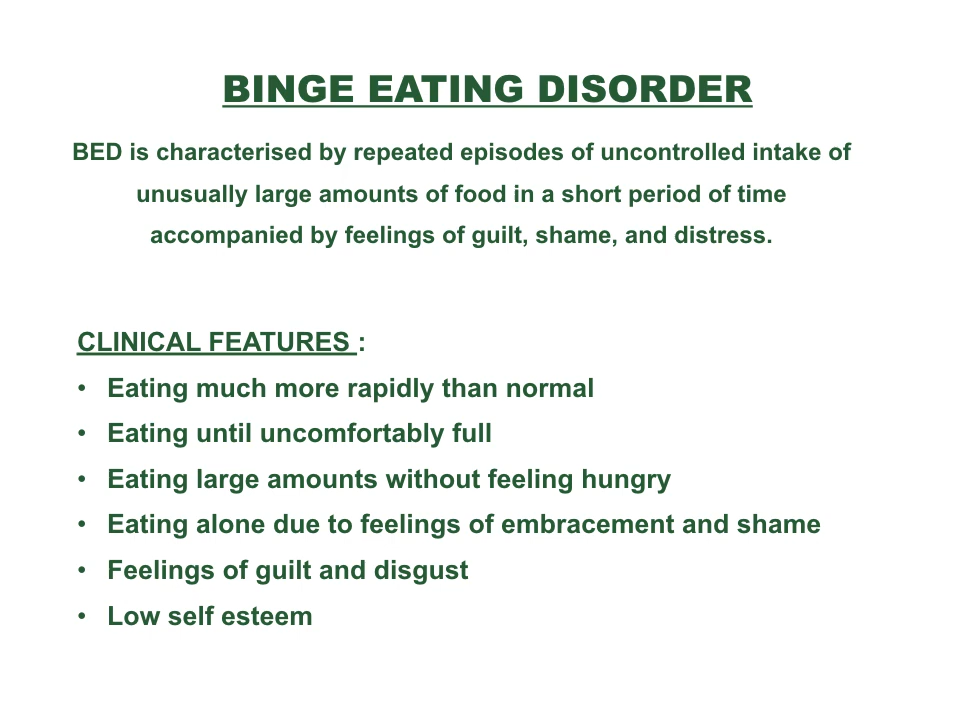 BINGE EATING DISORDER
BED is characterised by repeated episodes of uncontrolled intake of
unusually large amounts of food in a short period of time
accompanied by feelings of guilt, shame, and distress.
CLINICAL FEATURES :
• Eating much more rapidly than normal
• Eating until uncomfortably full
• Eating large amounts without feeling hungry
• Eating alone due to feelings of embracement and shame
• Feelings of guilt and disgust
• Low self esteem